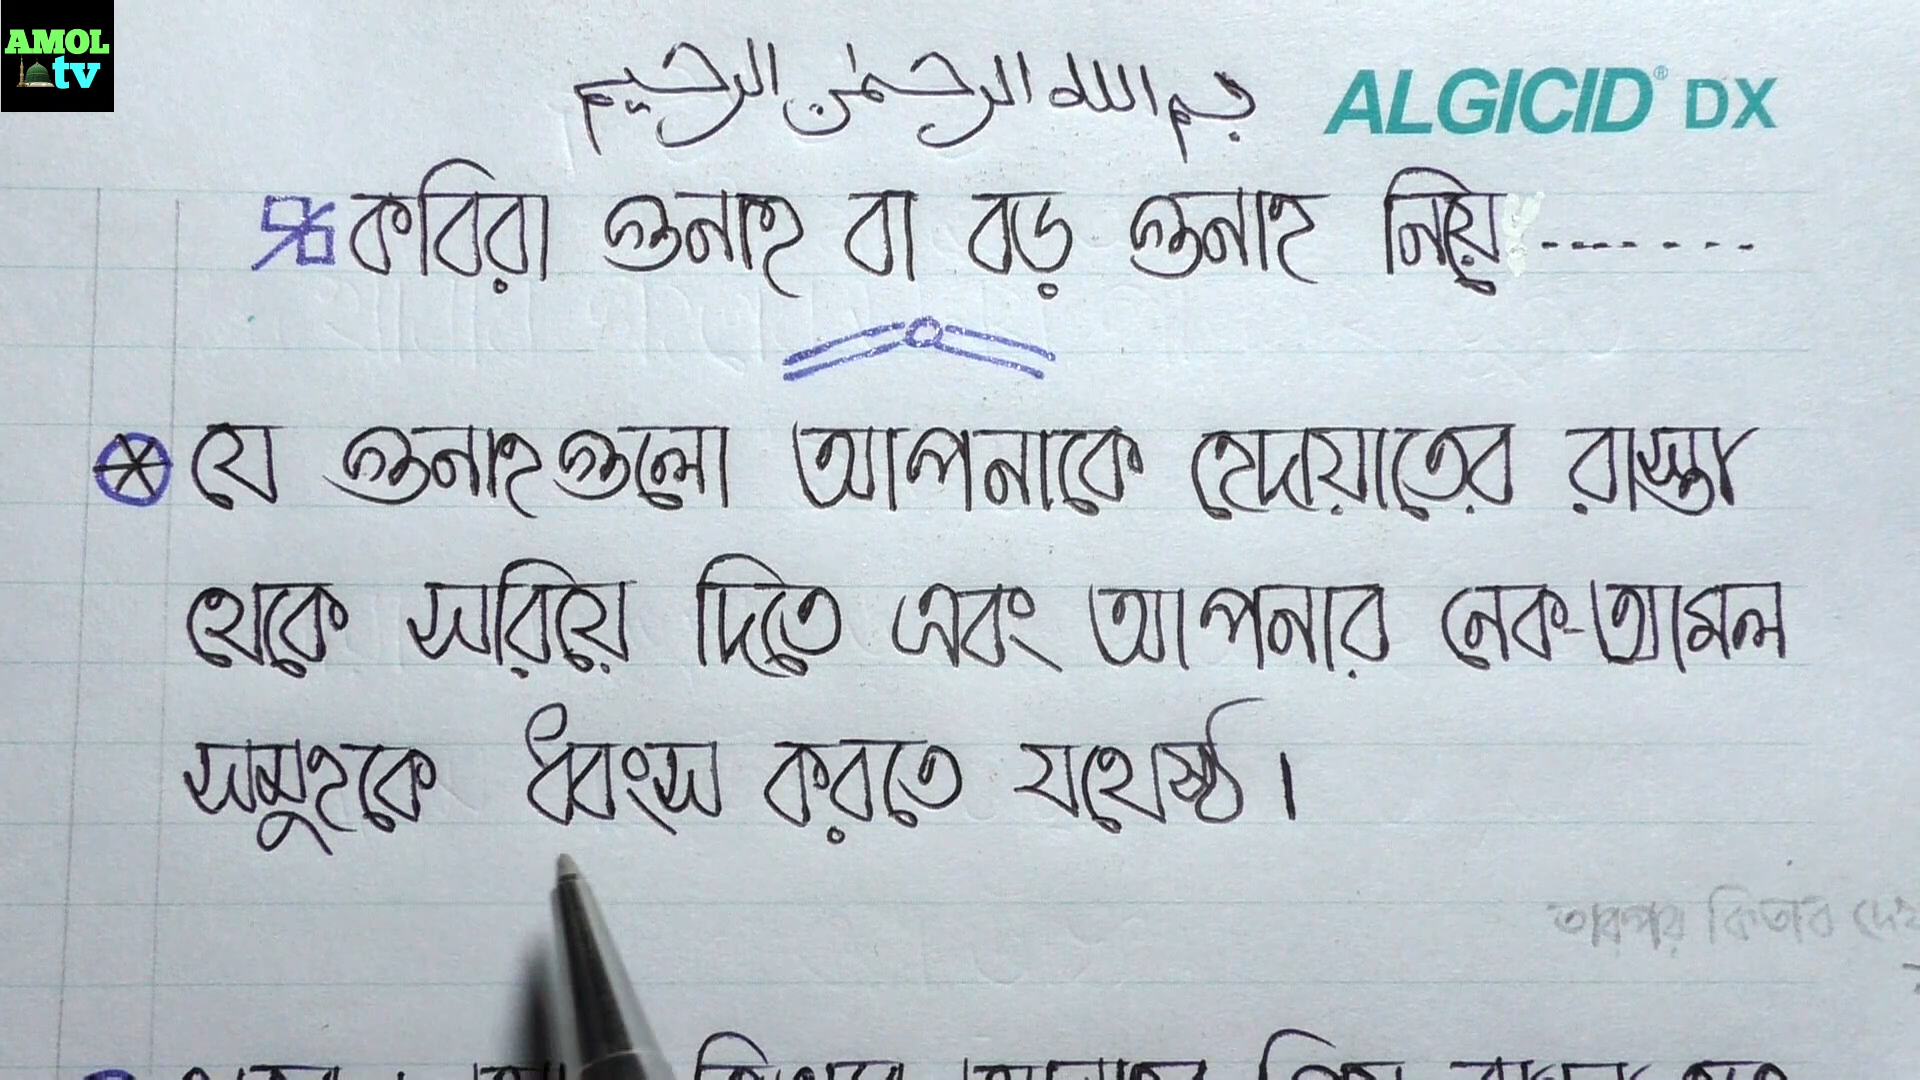 AMOL
tv
بسم الله الرحمن الرحيم
ALGICID® DX
কবিরা গুনাহ বা বড় গুনাহ নিয়ে -------
যে গুনাহগুলো আপনাকে হেদায়াতের রাস্তা
থেকে সরিয়ে দিতে এবং আপনার নেক-আমল
সমুহকে ধ্বংস করতে যথেষ্ঠ।
তারপর কিতাব